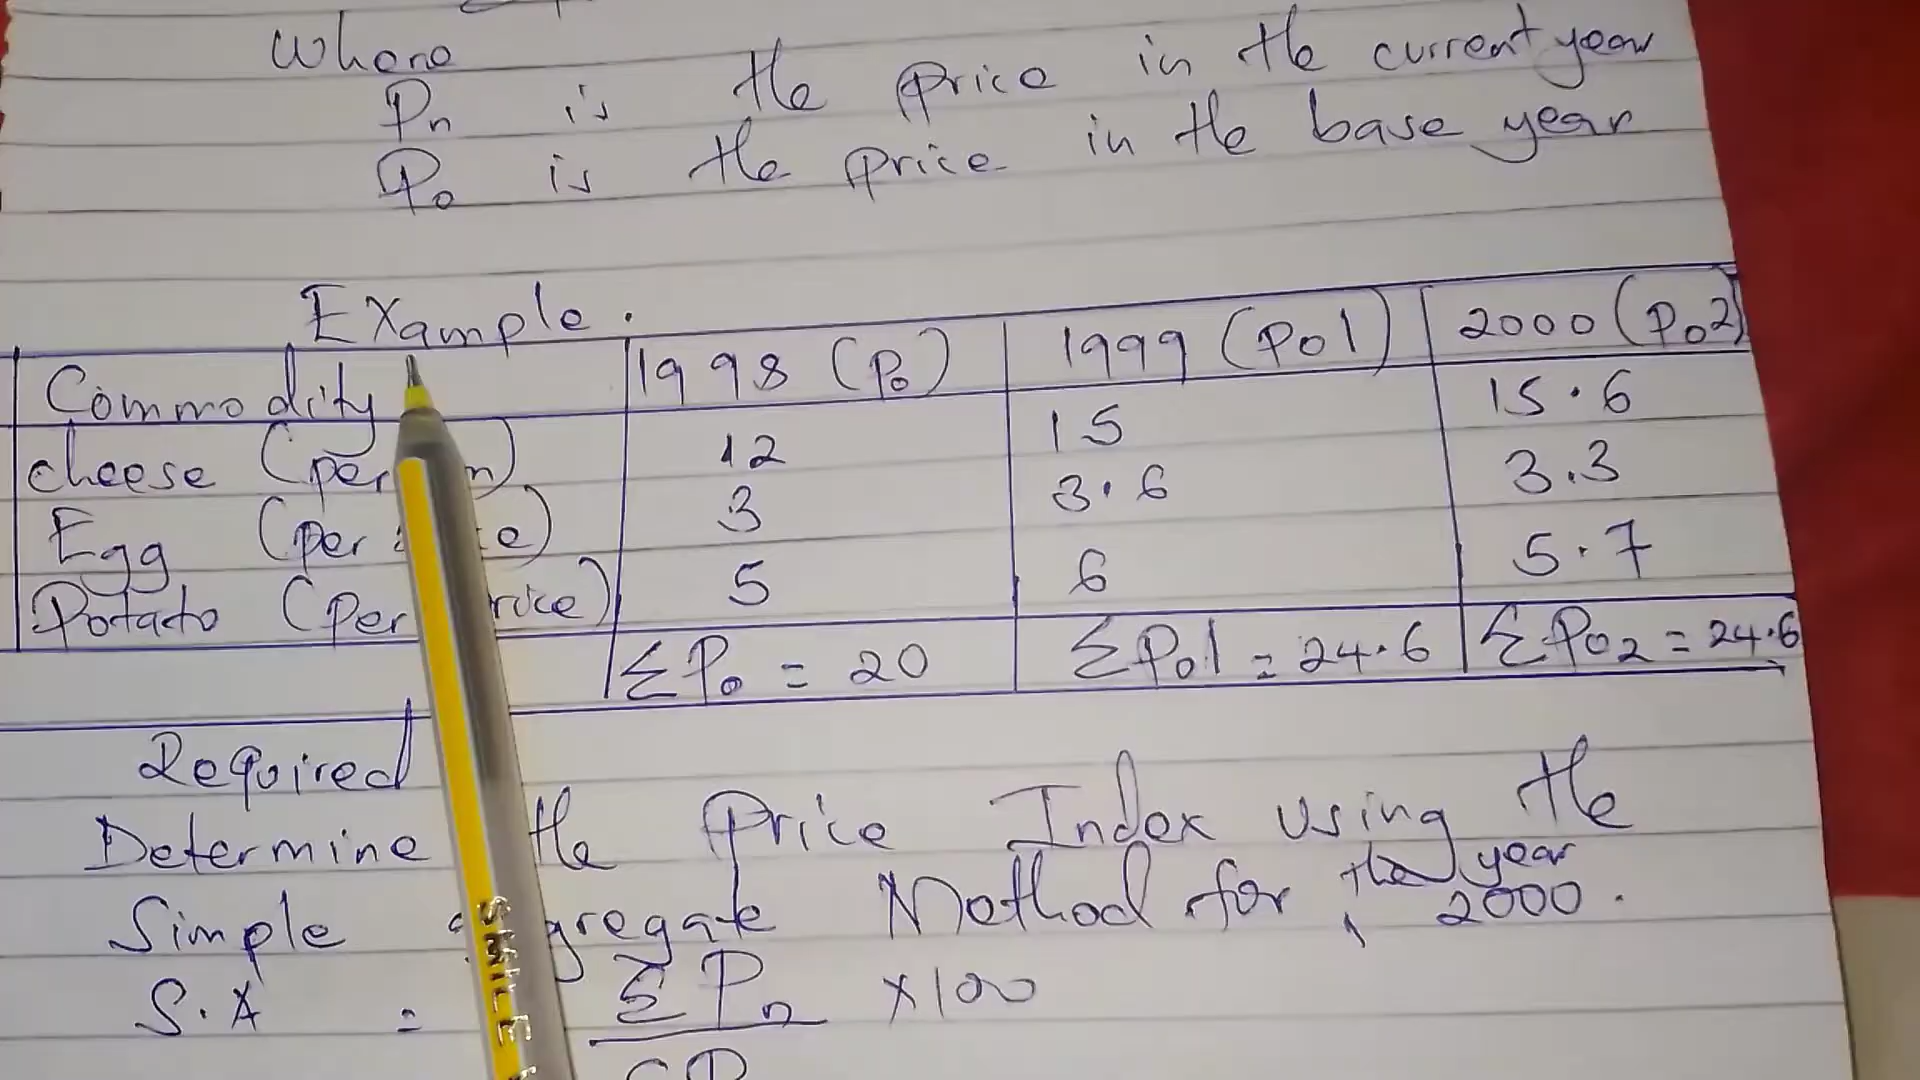 Where
Pn is the price in the current year
Po is the price in the base year
Example.
Commodity 1998 (Po) 1999 (Po1) 2000 (Po2)
cheese (per 12 15 15.6
Egg (per 3 3.6 3.3
Potato (per 5 6 5.7
ΣPo = 20 ΣPo1 = 24.6 ΣPo2 = 24.6
Required
Determine the Price Index using the
Simple aggregate Method for the year 2000.
S.A = ΣPn × 100
SMILE